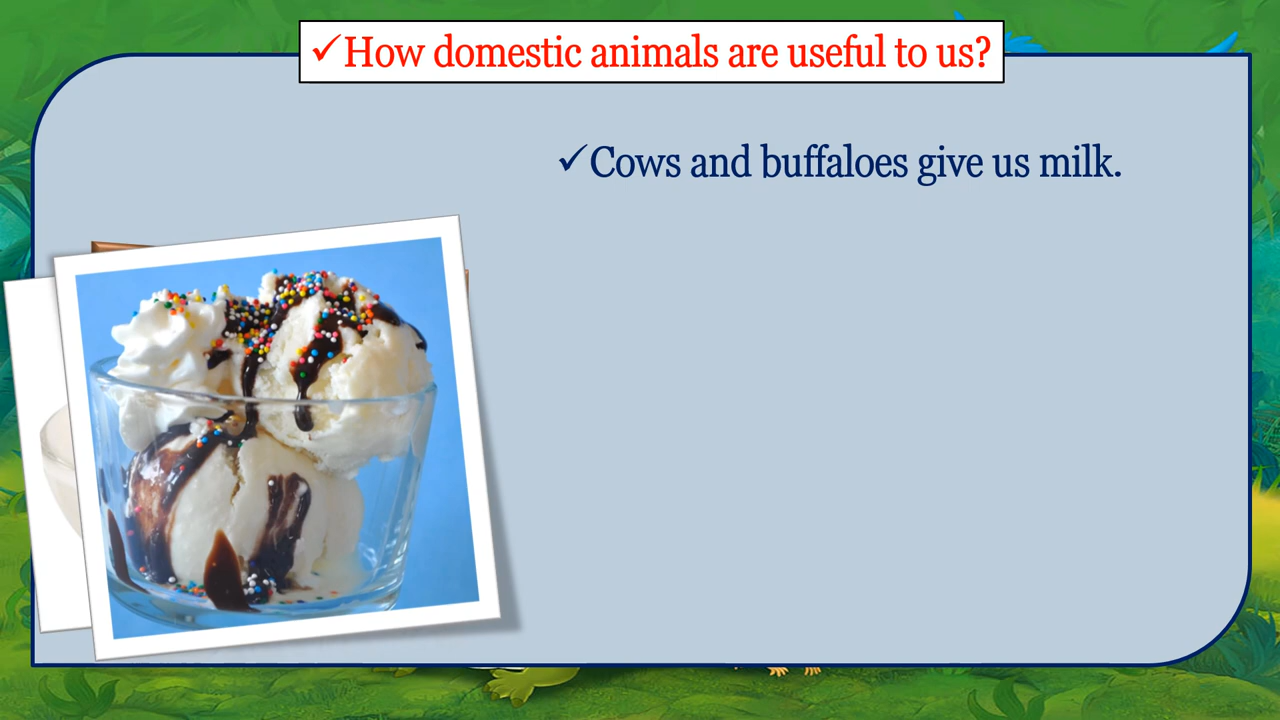 ✓How domestic animals are useful to us?
✓Cows and buffaloes give us milk.